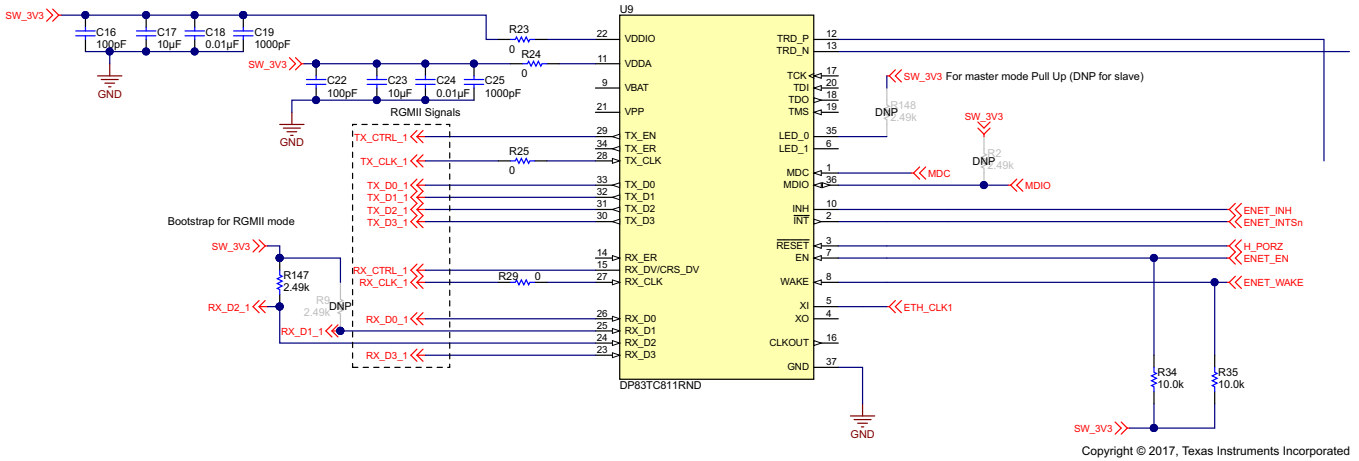 SW_3V3
C16
100pF
C17
10µF
C18
0.01µF
C19
1000pF
GND
R23
0
SW_3V3
R24
0
C22
100pF
C23
10µF
C24
0.01µF
C25
1000pF
GND
RGMII Signals
TX_CTRL_1
TX_CLK_1
R25
0
TX_D0_1
TX_D1_1
TX_D2_1
TX_D3_1
Bootstrap for RGMII mode
SW_3V3
R147
2.49k
R9
DNP
2.49k
RX_D2_1
RX_D1_1
RX_CTRL_1
RX_CLK_1
R29 0
RX_D0_1
RX_D3_1
U9
22 VDDIO
11 VDDA
9 VBAT
21 VPP
29 TX_EN
34 TX_ER
28 TX_CLK
33 TX_D0
32 TX_D1
31 TX_D2
30 TX_D3
14 RX_ER
15 RX_DV/CRS_DV
27 RX_CLK
26 RX_D0
25 RX_D1
24 RX_D2
23 RX_D3
DP83TC811RND
TRD_P 12
TRD_N 13
TCK 17
TDI 20
TDO 18
TMS 19
LED_0 35
LED_1 6
MDC 1
MDIO 36
INH 10
INT 2
RESET 3
EN 7
WAKE 8
XI 5
XO 4
CLKOUT 16
GND 37
SW_3V3 For master mode Pull Up (DNP for slave)
R148
DNP
2.49k
SW_3V3
R2
DNP
2.49k
MDC
MDIO
ENET_INH
ENET_INTSn
H_PORZ
ENET_EN
ENET_WAKE
ETH_CLK1
GND
R34
10.0k
R35
10.0k
SW_3V3
Copyright © 2017, Texas Instruments Incorporated